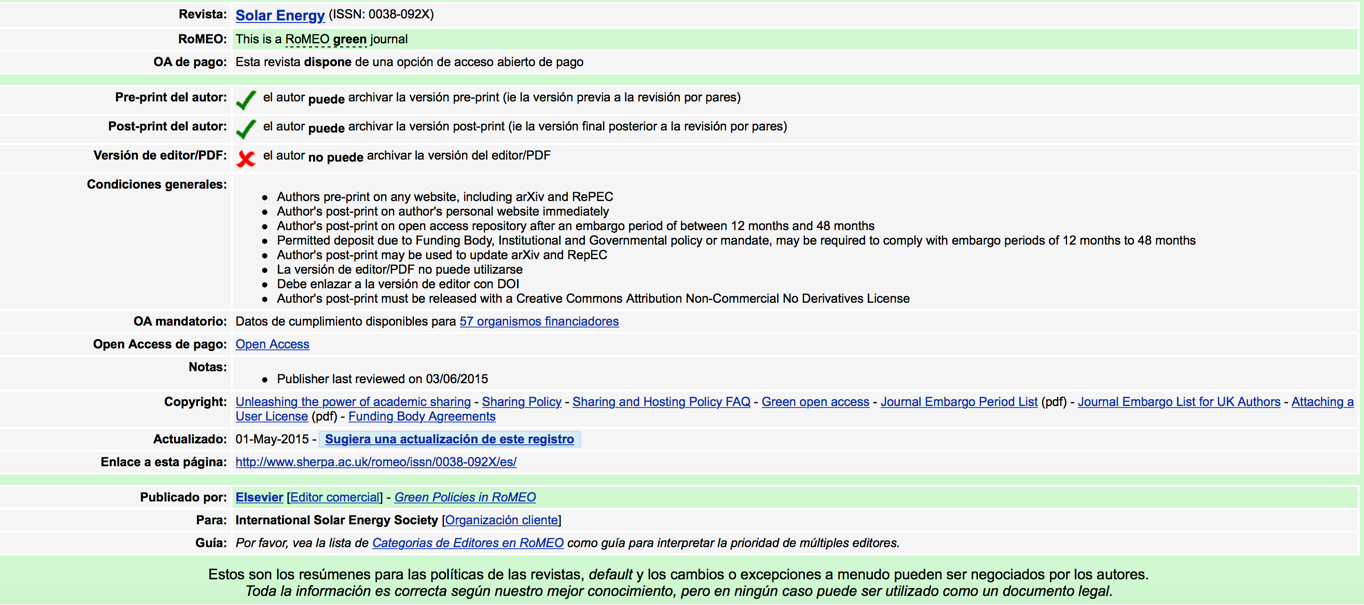 Revista: Solar Energy (ISSN: 0038-092X)
RoMEO: This is a RoMEO green journal
OA de pago: Esta revista dispone de una opción de acceso abierto de pago
Pre-print del autor: el autor puede archivar la versión pre-print (ie la versión previa a la revisión por pares)
Post-print del autor: el autor puede archivar la versión post-print (ie la versión final posterior a la revisión por pares)
Versión de editor/PDF: el autor no puede archivar la versión del editor/PDF
Condiciones generales:
• Authors pre-print on any website, including arXiv and RePEC
• Author's post-print on author's personal website immediately
• Author's post-print on open access repository after an embargo period of between 12 months and 48 months
• Permitted deposit due to Funding Body, Institutional and Governmental policy or mandate, may be required to comply with embargo periods of 12 months to 48 months
• Author's post-print may be used to update arXiv and RepEC
• La versión de editor/PDF no puede utilizarse
• Debe enlazar a la versión de editor con DOI
• Author's post-print must be released with a Creative Commons Attribution Non-Commercial No Derivatives License
OA mandatorio: Datos de cumplimiento disponibles para 57 organismos financiadores
Open Access de pago: Open Access
Notas:
• Publisher last reviewed on 03/06/2015
Copyright: Unleashing the power of academic sharing - Sharing Policy - Sharing and Hosting Policy FAQ - Green open access - Journal Embargo Period List (pdf) - Journal Embargo List for UK Authors - Attaching a
User License (pdf) - Funding Body Agreements
Actualizado: 01-May-2015 - Sugiera una actualización de este registro
Enlace a esta página: http://www.sherpa.ac.uk/romeo/issn/0038-092X/es/
Publicado por: Elsevier [Editor comercial] - Green Policies in RoMEO
Para: International Solar Energy Society [Organización cliente]
Guía: Por favor, vea la lista de Categorias de Editores en RoMEO como guía para interpretar la prioridad de múltiples editores.
Estos son los resúmenes para las políticas de las revistas, default y los cambios o excepciones a menudo pueden ser negociados por los autores.
Toda la información es correcta según nuestro mejor conocimiento, pero en ningún caso puede ser utilizado como un documento legal.